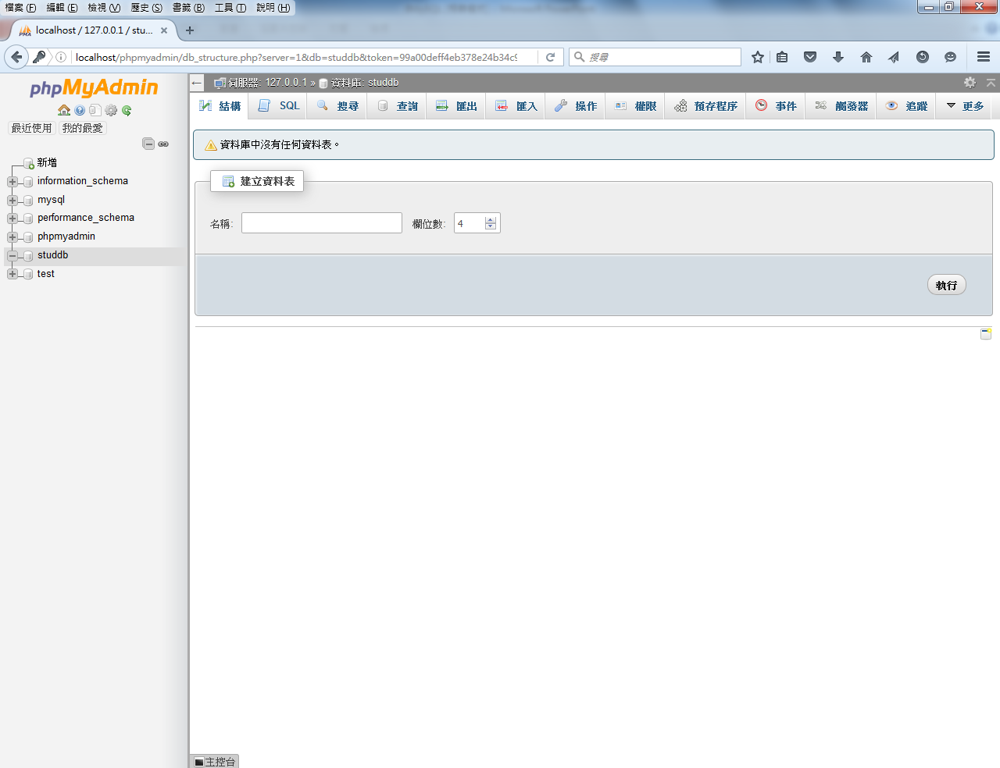 檔案 (F) 編輯 (E) 檢視 (V) 歷史 (S) 書籤 (B) 工具 (T) 說明 (H)
localhost / 127.0.0.1 / stu...
localhost/phpmyadmin/db_structure.php?server=1&db=studdb&token=99a00deff4eb378e24b34c9
搜尋
phpMyAdmin
最近使用 我的最愛
新增
information_schema
mysql
performance_schema
phpmyadmin
studdb
test
伺服器: 127.0.0.1 » 資料庫: studdb
結構 SQL 搜尋 查詢 匯出 匯入 操作 權限 預存程序 事件 觸發器 追蹤 更多
資料庫中沒有任何資料表。
建立資料表
名稱: 欄位數: 4
執行
主控台